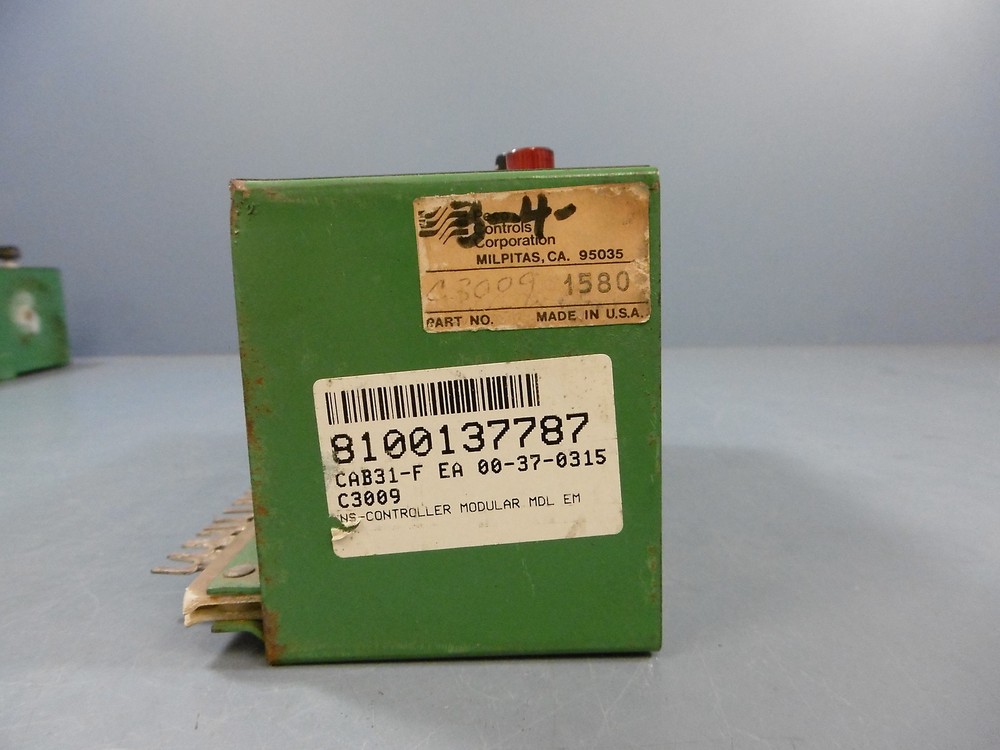 -4-
Controls
Corporation
MILPITAS, CA. 95035
C3009 1580
PART NO. MADE IN U.S.A.
8100137787
CAB31-F EA 00-37-0315
C3009
NS-CONTROLLER MODULAR MDL EM